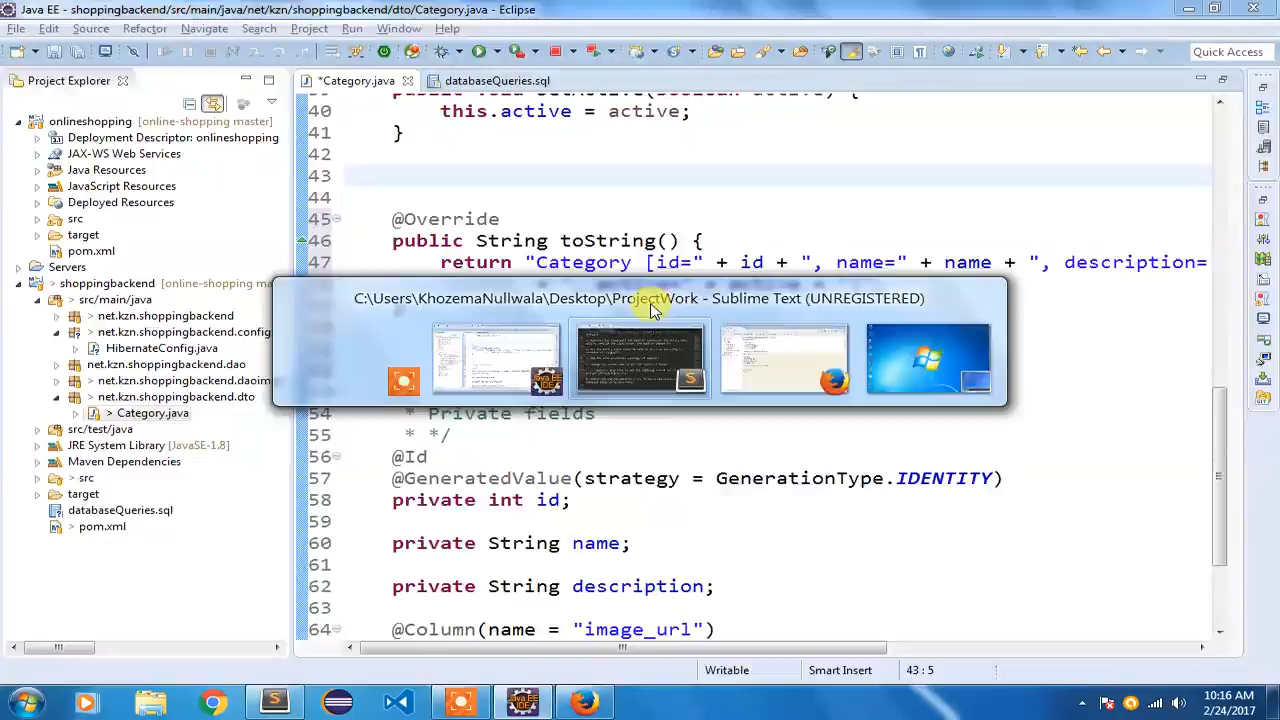 Java EE - shoppingbackend/src/main/java/net/kzn/shoppingbackend/dto/Category.java - Eclipse
File Edit Source Refactor Navigate Search Project Run Window Help
Quick Access
Project Explorer
*Category.java
databaseQueries.sql
onlineshopping [online-shopping master]
Deployment Descriptor: onlineshopping
JAX-WS Web Services
Java Resources
JavaScript Resources
Deployed Resources
src
target
pom.xml
Servers
> shoppingbackend [online-shopping ma
> src/main/java
net.kzn.shoppingbackend
> net.kzn.shoppingbackend.config
> HibernateConfig.java
net.kzn.shoppingbackend.dao
net.kzn.shoppingbackend.daoim
> net.kzn.shoppingbackend.dto
> Category.java
src/test/java
JRE System Library [JavaSE-1.8]
Maven Dependencies
> src
target
databaseQueries.sql
> pom.xml
40 this.active = active;
41 }
42
43
44
45 @Override
46 public String toString() {
47 return "Category [id=" + id + ", name=" + name + ", description=
C:\Users\KhozemaNullwala\Desktop\ProjectWork - Sublime Text (UNREGISTERED)
54 * Private fields
55 * */
56 @Id
57 @GeneratedValue(strategy = GenerationType.IDENTITY)
58 private int id;
59
60 private String name;
61
62 private String description;
63
64 @Column(name = "image_url")
Writable Smart Insert 43 : 5
10:16 AM
2/24/2017